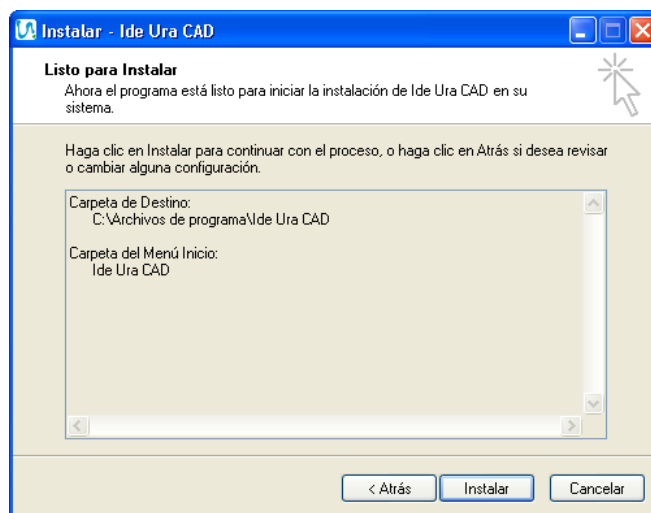 Instalar - Ide Ura CAD
Listo para Instalar
Ahora el programa está listo para iniciar la instalación de Ide Ura CAD en su
sistema.
Haga clic en Instalar para continuar con el proceso, o haga clic en Atrás si desea revisar
o cambiar alguna configuración.
Carpeta de Destino:
C:\Archivos de programa\Ide Ura CAD
Carpeta del Menú Inicio:
Ide Ura CAD
< Atrás
Instalar
Cancelar